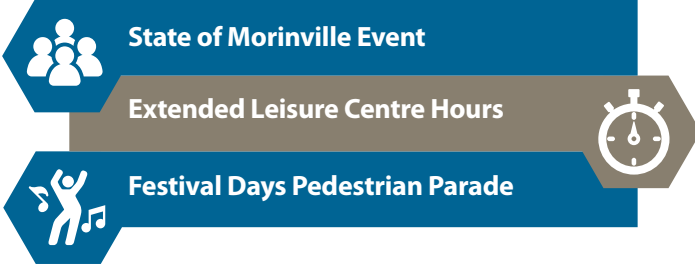 State of Morinville Event
Extended Leisure Centre Hours
Festival Days Pedestrian Parade